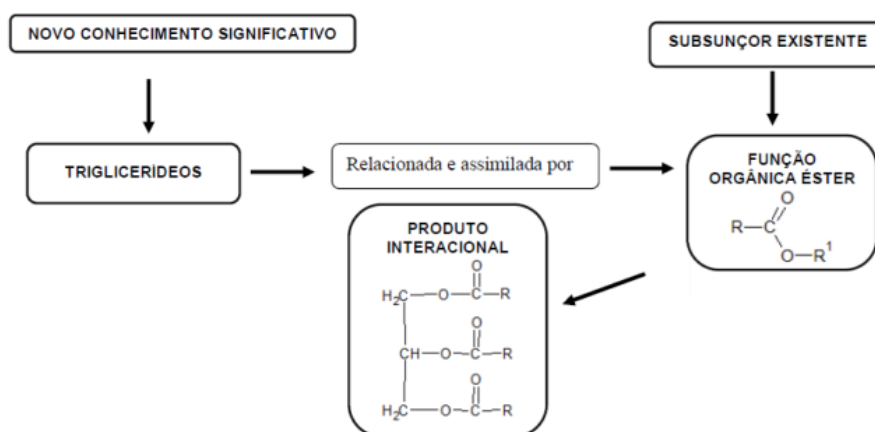 NOVO CONHECIMENTO SIGNIFICATIVO
SUBSUNÇOR EXISTENTE
TRIGLICERÍDEOS
Relacionada e assimilada por
FUNÇÃO
ORGÂNICA ÉSTER
O
R—C
O—R¹
PRODUTO
INTERACIONAL
O
H₂C—O—C—R
O
CH—O—C—R
O
H₂C—O—C—R